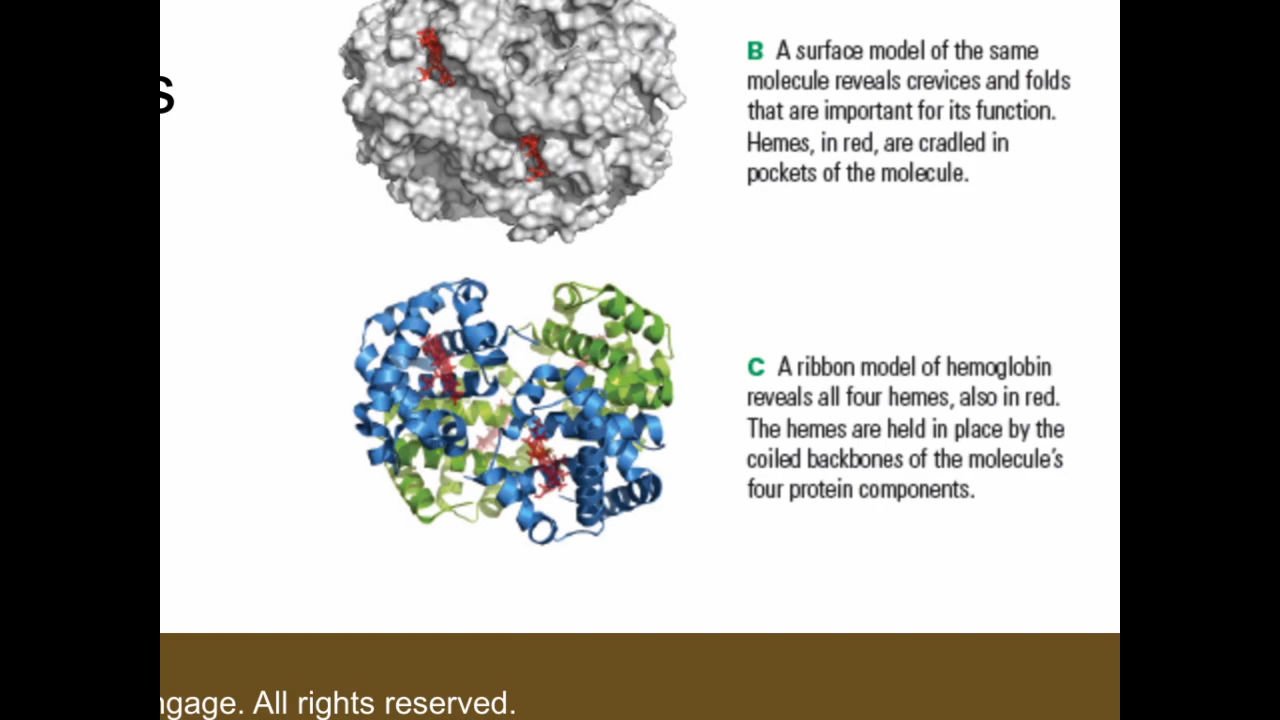 s
B A surface model of the same
molecule reveals crevices and folds
that are important for its function.
Hemes, in red, are cradled in
pockets of the molecule.
C A ribbon model of hemoglobin
reveals all four hemes, also in red.
The hemes are held in place by the
coiled backbones of the molecule's
four protein components.
ngage. All rights reserved.